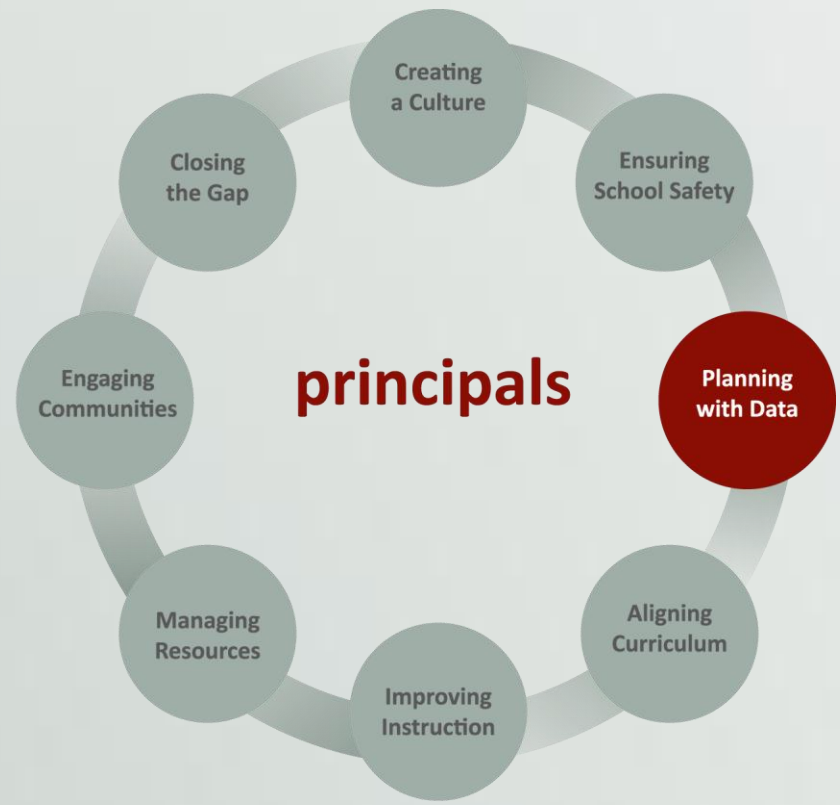 Creating
a Culture
Ensuring
School Safety
Planning
with Data
Aligning
Curriculum
Improving
Instruction
Managing
Resources
Engaging
Communities
Closing
the Gap
principals